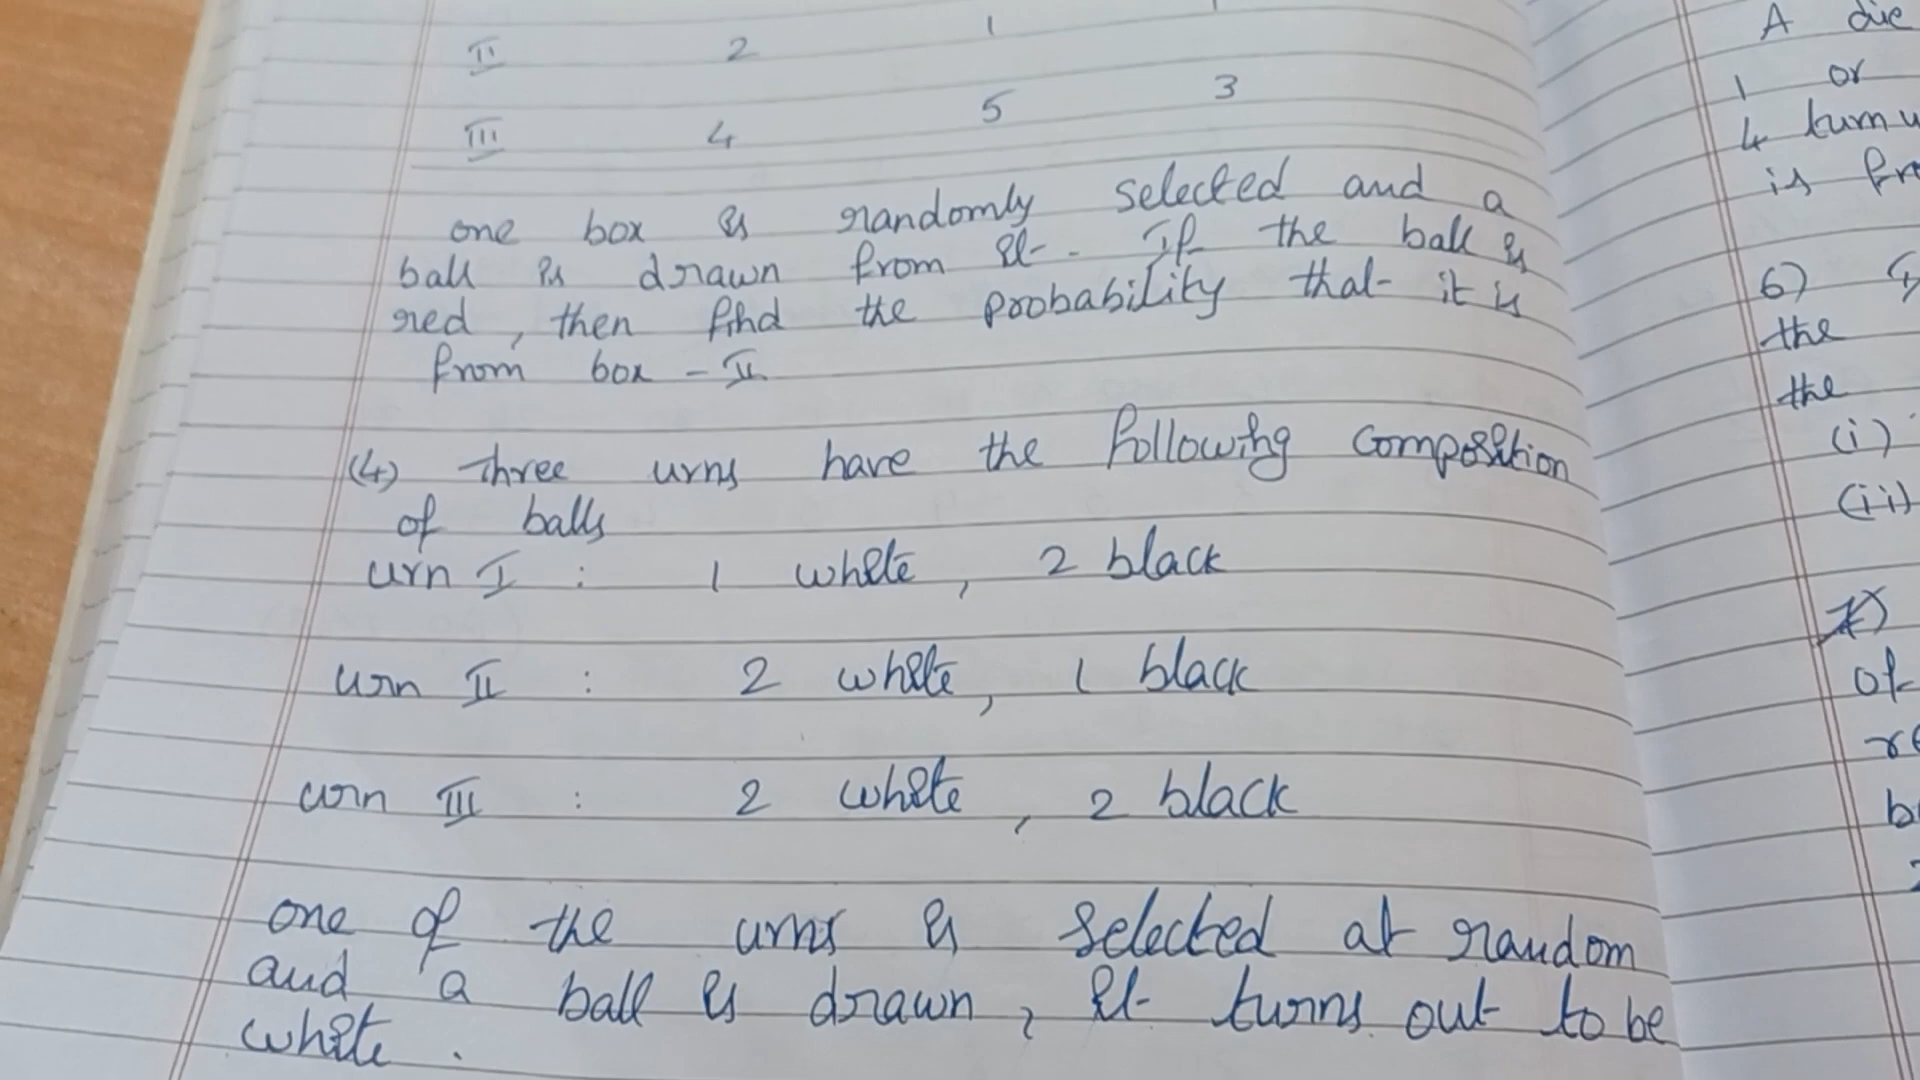 II 2 1
III 4 5 3
one box is randomly selected and a
ball is drawn from it. If the ball is
red, then find the probability that it is
from box - II
(4) three urns have the following composition
of balls
urn I : 1 white, 2 black
urn II : 2 white, 1 black
urn III : 2 white, 2 black
one of the urns is selected at random
and a ball is drawn, it turns out to be
white.
A die
1 or
4 turn
is
6)
the
the
(i)
(ii)
7)
of